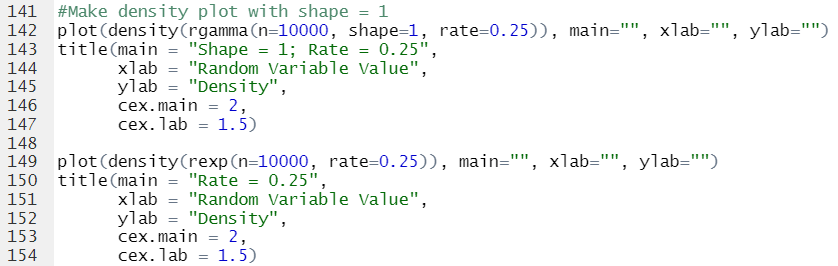 141 #Make density plot with shape = 1
142 plot(density(rgamma(n=10000, shape=1, rate=0.25)), main="", xlab="", ylab="")
143 title(main = "Shape = 1; Rate = 0.25",
144       xlab = "Random Variable Value",
145       ylab = "Density",
146       cex.main = 2,
147       cex.lab = 1.5)
148
149 plot(density(rexp(n=10000, rate=0.25)), main="", xlab="", ylab="")
150 title(main = "Rate = 0.25",
151       xlab = "Random Variable Value",
152       ylab = "Density",
153       cex.main = 2,
154       cex.lab = 1.5)